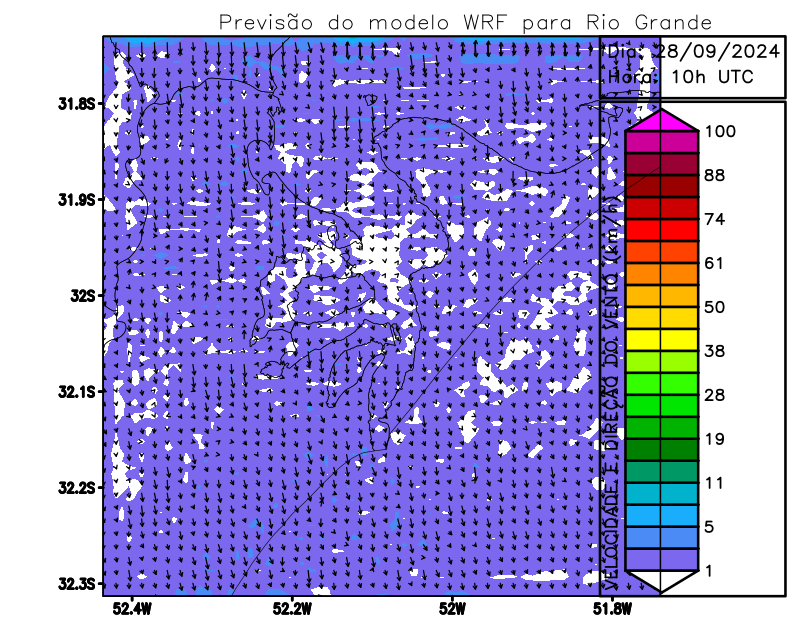 Previsão do modelo WRF para Rio Grande
Dia: 28/09/2024
Hora: 10h UTC
31.8S
31.9S
32S
32.1S
32.2S
32.3S
52.4W
52.2W
52W
51.8W
VELOCIDADE E DIREÇÃO DO VENTO (km/h)
100
88
74
61
50
38
28
19
11
5
1